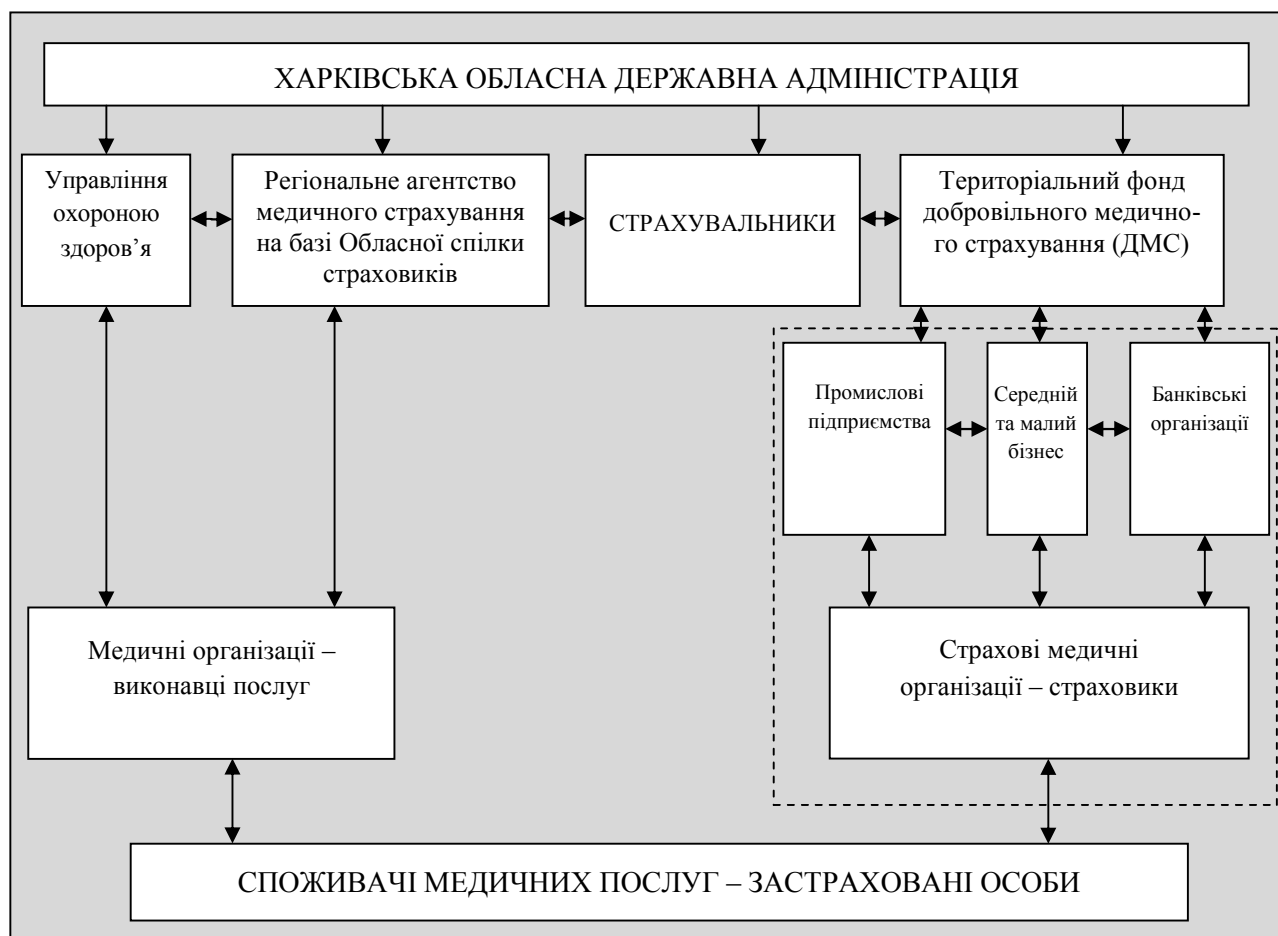 ХАРКІВСЬКА ОБЛАСНА ДЕРЖАВНА АДМІНІСТРАЦІЯ
Управління
охороною
здоров’я
Регіональне агентство
медичного страхування
на базі Обласної спілки
страховиків
СТРАХУВАЛЬНИКИ
Територіальний фонд
добровільного медично-
го страхування (ДМС)
Промислові
підприємства
Середній
та малий
бізнес
Банківські
організації
Медичні організації –
виконавці послуг
Страхові медичні
організації – страховики
СПОЖИВАЧІ МЕДИЧНИХ ПОСЛУГ – ЗАСТРАХОВАНІ ОСОБИ